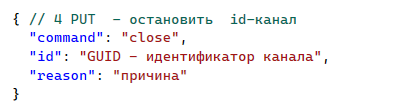 { // 4 PUT  - остановить  id-канал
  "command": "close",
  "id": "GUID - идентификатор канала",
  "reason": "причина"
}